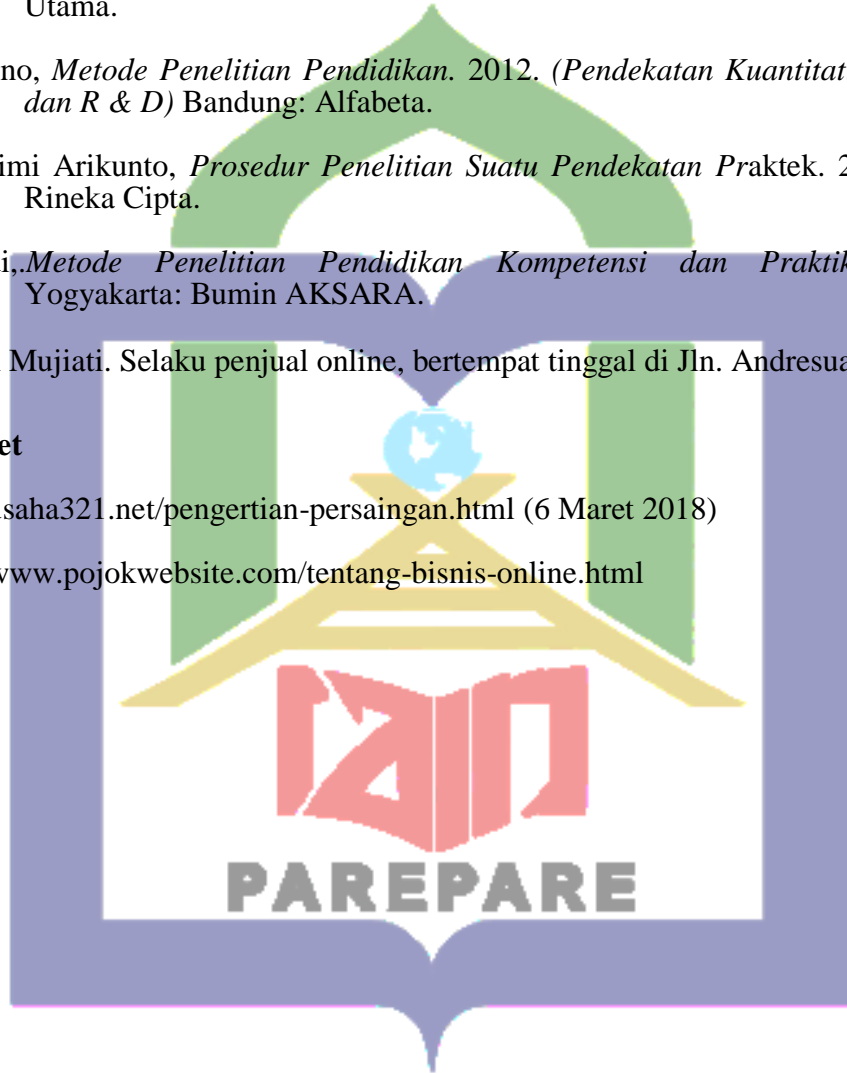 Utama.
no, Metode Penelitian Pendidikan. 2012. (Pendekatan Kuantitat
dan R & D) Bandung: Alfabeta.
imi Arikunto, Prosedur Penelitian Suatu Pendekatan Praktek. 2
Rineka Cipta.
i,.Metode Penelitian Pendidikan Kompetensi dan Praktik
Yogyakarta: Bumin AKSARA.
Mujiati. Selaku penjual online, bertempat tinggal di Jln. Andresua
et
saha321.net/pengertian-persaingan.html (6 Maret 2018)
www.pojokwebsite.com/tentang-bisnis-online.html
iain
PAREPARE